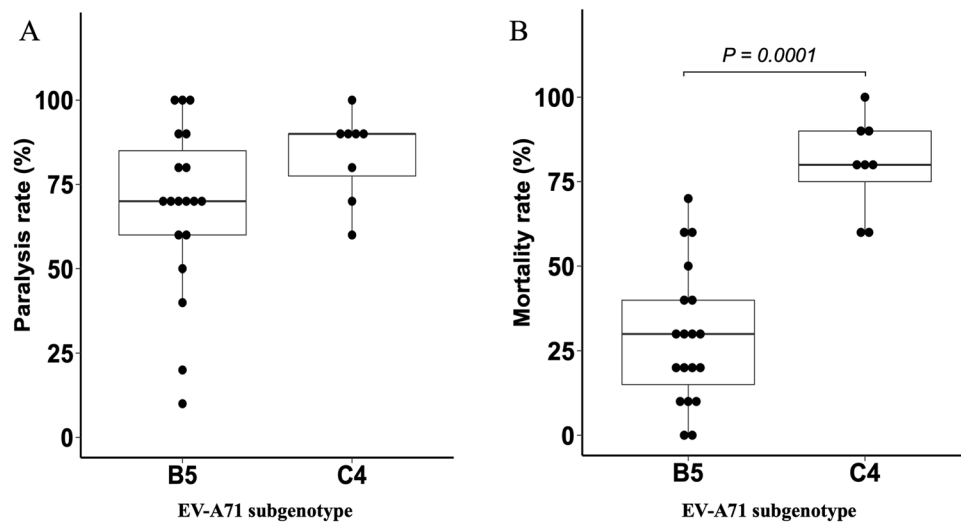 A
Paralysis rate (%)
100
75
50
25
0
B5
C4
EV-A71 subgenotype
B
P = 0.0001
Mortality rate (%)
100
75
50
25
0
B5
C4
EV-A71 subgenotype